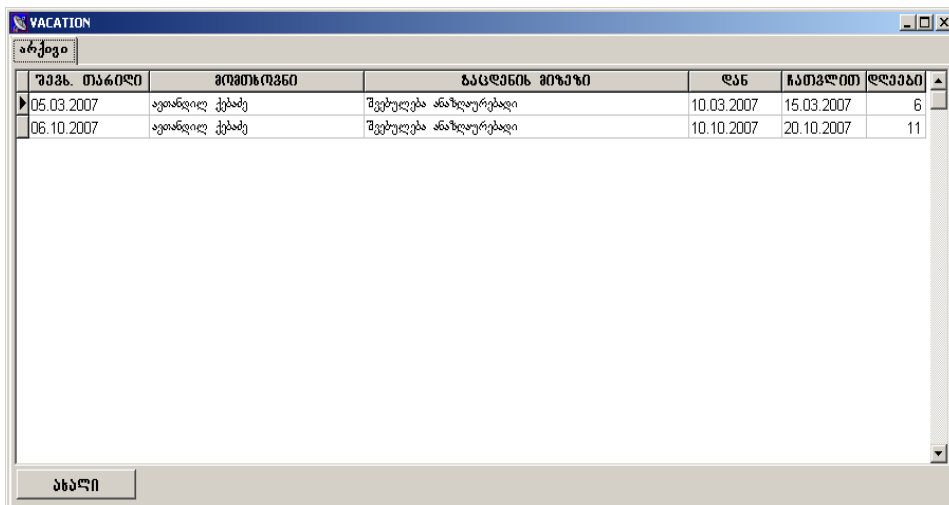 VACATION
არქივი
შევს. თარიღი მომთხოვნი გაცდენის მიზეზი დან ჩათვლით დღეები
05.03.2007 ავთანდილ ქებაძე შვებულება ანაზღაურებადი 10.03.2007 15.03.2007 6
06.10.2007 ავთანდილ ქებაძე შვებულება ანაზღაურებადი 10.10.2007 20.10.2007 11
ახალი